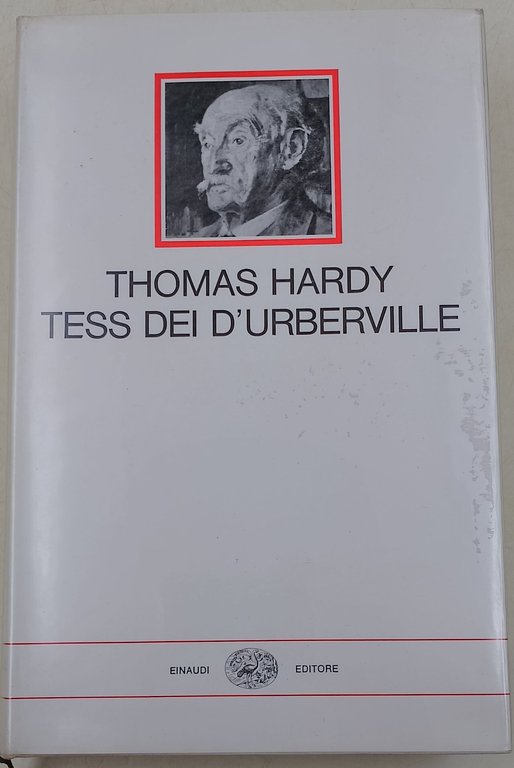 THOMAS HARDY
TESS DEI D'URBERVILLE
EINAUDI EDITORE